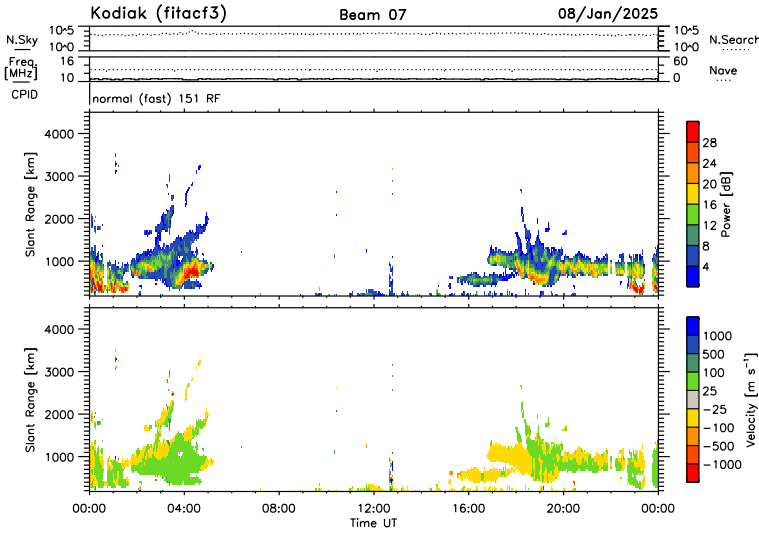 Kodiak (fitacf3) Beam 07 08/Jan/2025
N.Sky 10^5 10^0 10^5 10^0 N.Search
Freq. [MHz] 16 10 60 0 Nave
CPID normal (fast) 151 RF
Slant Range [km]
4000
3000
2000
1000
28
24
20
16
12
8
4
Power [dB]
Slant Range [km]
4000
3000
2000
1000
1000
500
100
25
−25
−100
−500
−1000
Velocity [m s⁻¹]
00:00 04:00 08:00 12:00 16:00 20:00 00:00
Time UT